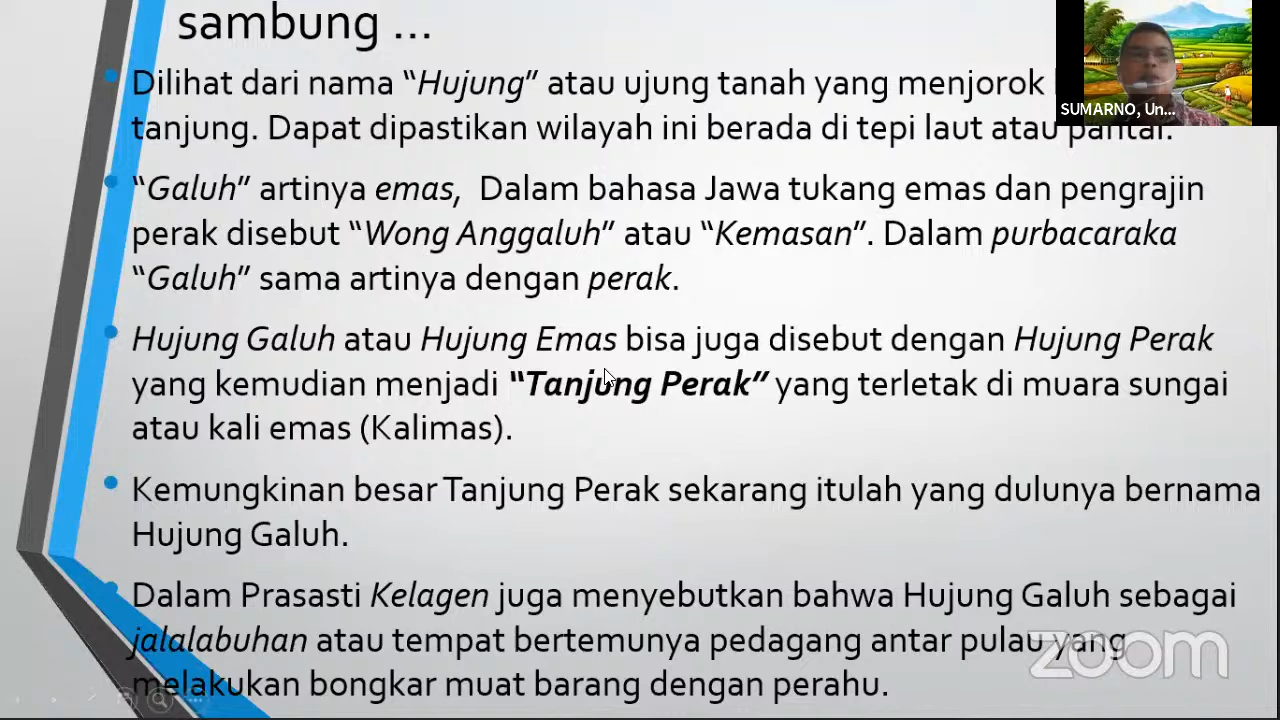 sambung ...
SUMARNO, Un...
Dilihat dari nama “Hujung” atau ujung tanah yang menjorok
tanjung. Dapat dipastikan wilayah ini berada di tepi laut atau pantai.
“Galuh” artinya emas, Dalam bahasa Jawa tukang emas dan pengrajin
perak disebut “Wong Anggaluh” atau “Kemasan”. Dalam purbacaraka
“Galuh” sama artinya dengan perak.
Hujung Galuh atau Hujung Emas bisa juga disebut dengan Hujung Perak
yang kemudian menjadi “Tanjung Perak” yang terletak di muara sungai
atau kali emas (Kalimas).
Kemungkinan besar Tanjung Perak sekarang itulah yang dulunya bernama
Hujung Galuh.
Dalam Prasasti Kelagen juga menyebutkan bahwa Hujung Galuh sebagai
jalalabuhan atau tempat bertemunya pedagang antar pulau yang
melakukan bongkar muat barang dengan perahu.
zoom